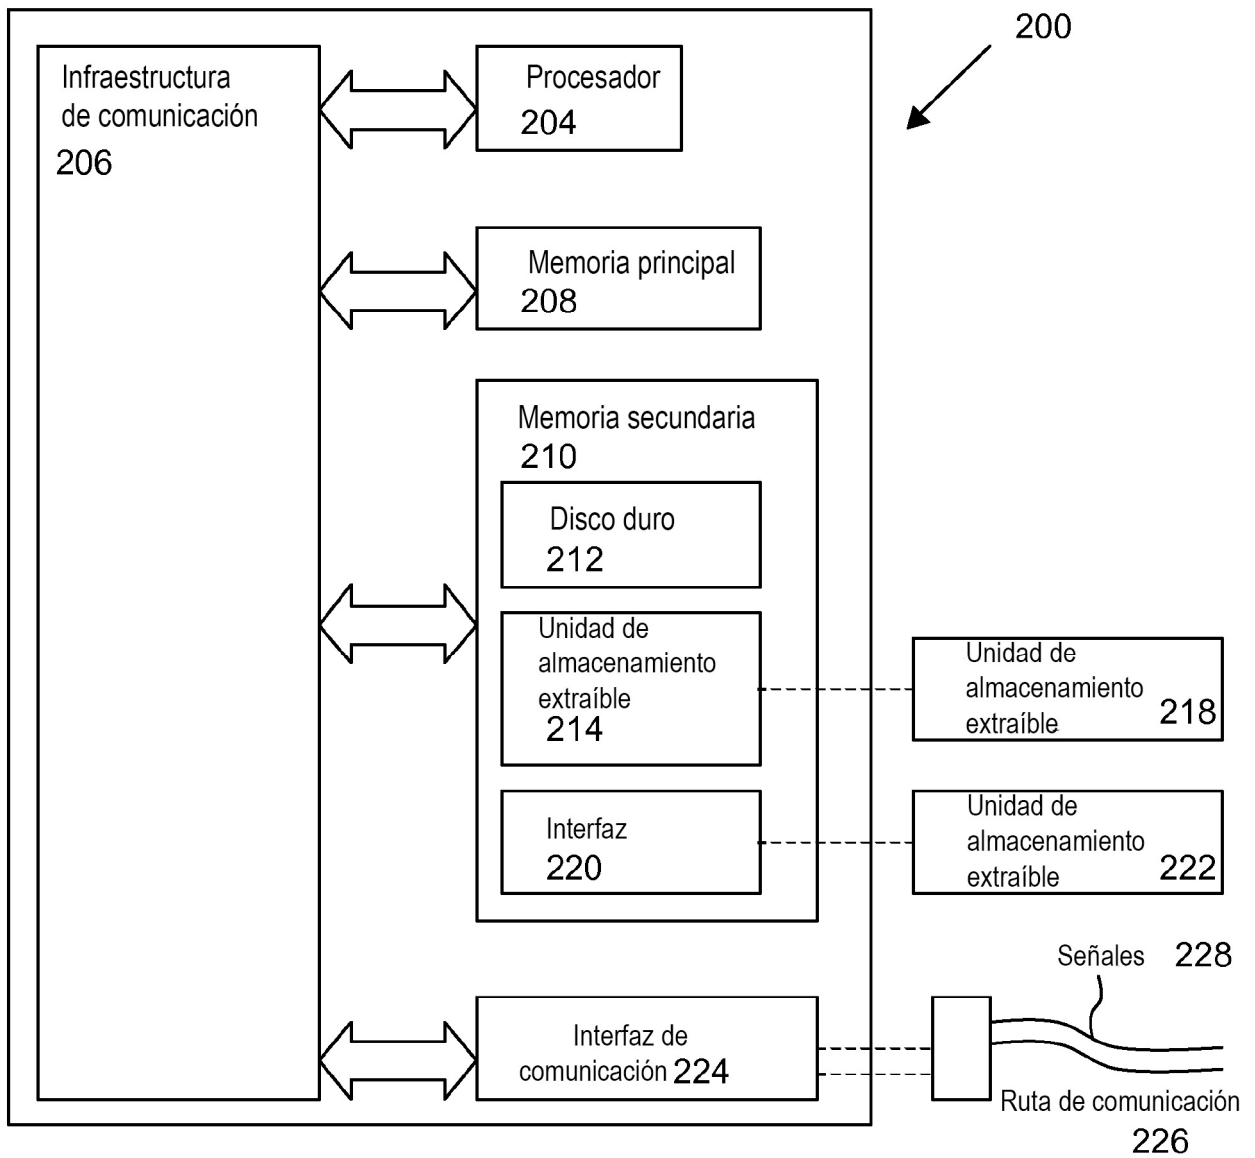 200
Infraestructura
de comunicación
206
Procesador
204
Memoria principal
208
Memoria secundaria
210
Disco duro
212
Unidad de
almacenamiento
extraíble
214
Unidad de
almacenamiento
extraíble 218
Interfaz
220
Unidad de
almacenamiento
extraíble 222
Señales 228
Interfaz de
comunicación 224
Ruta de comunicación
226